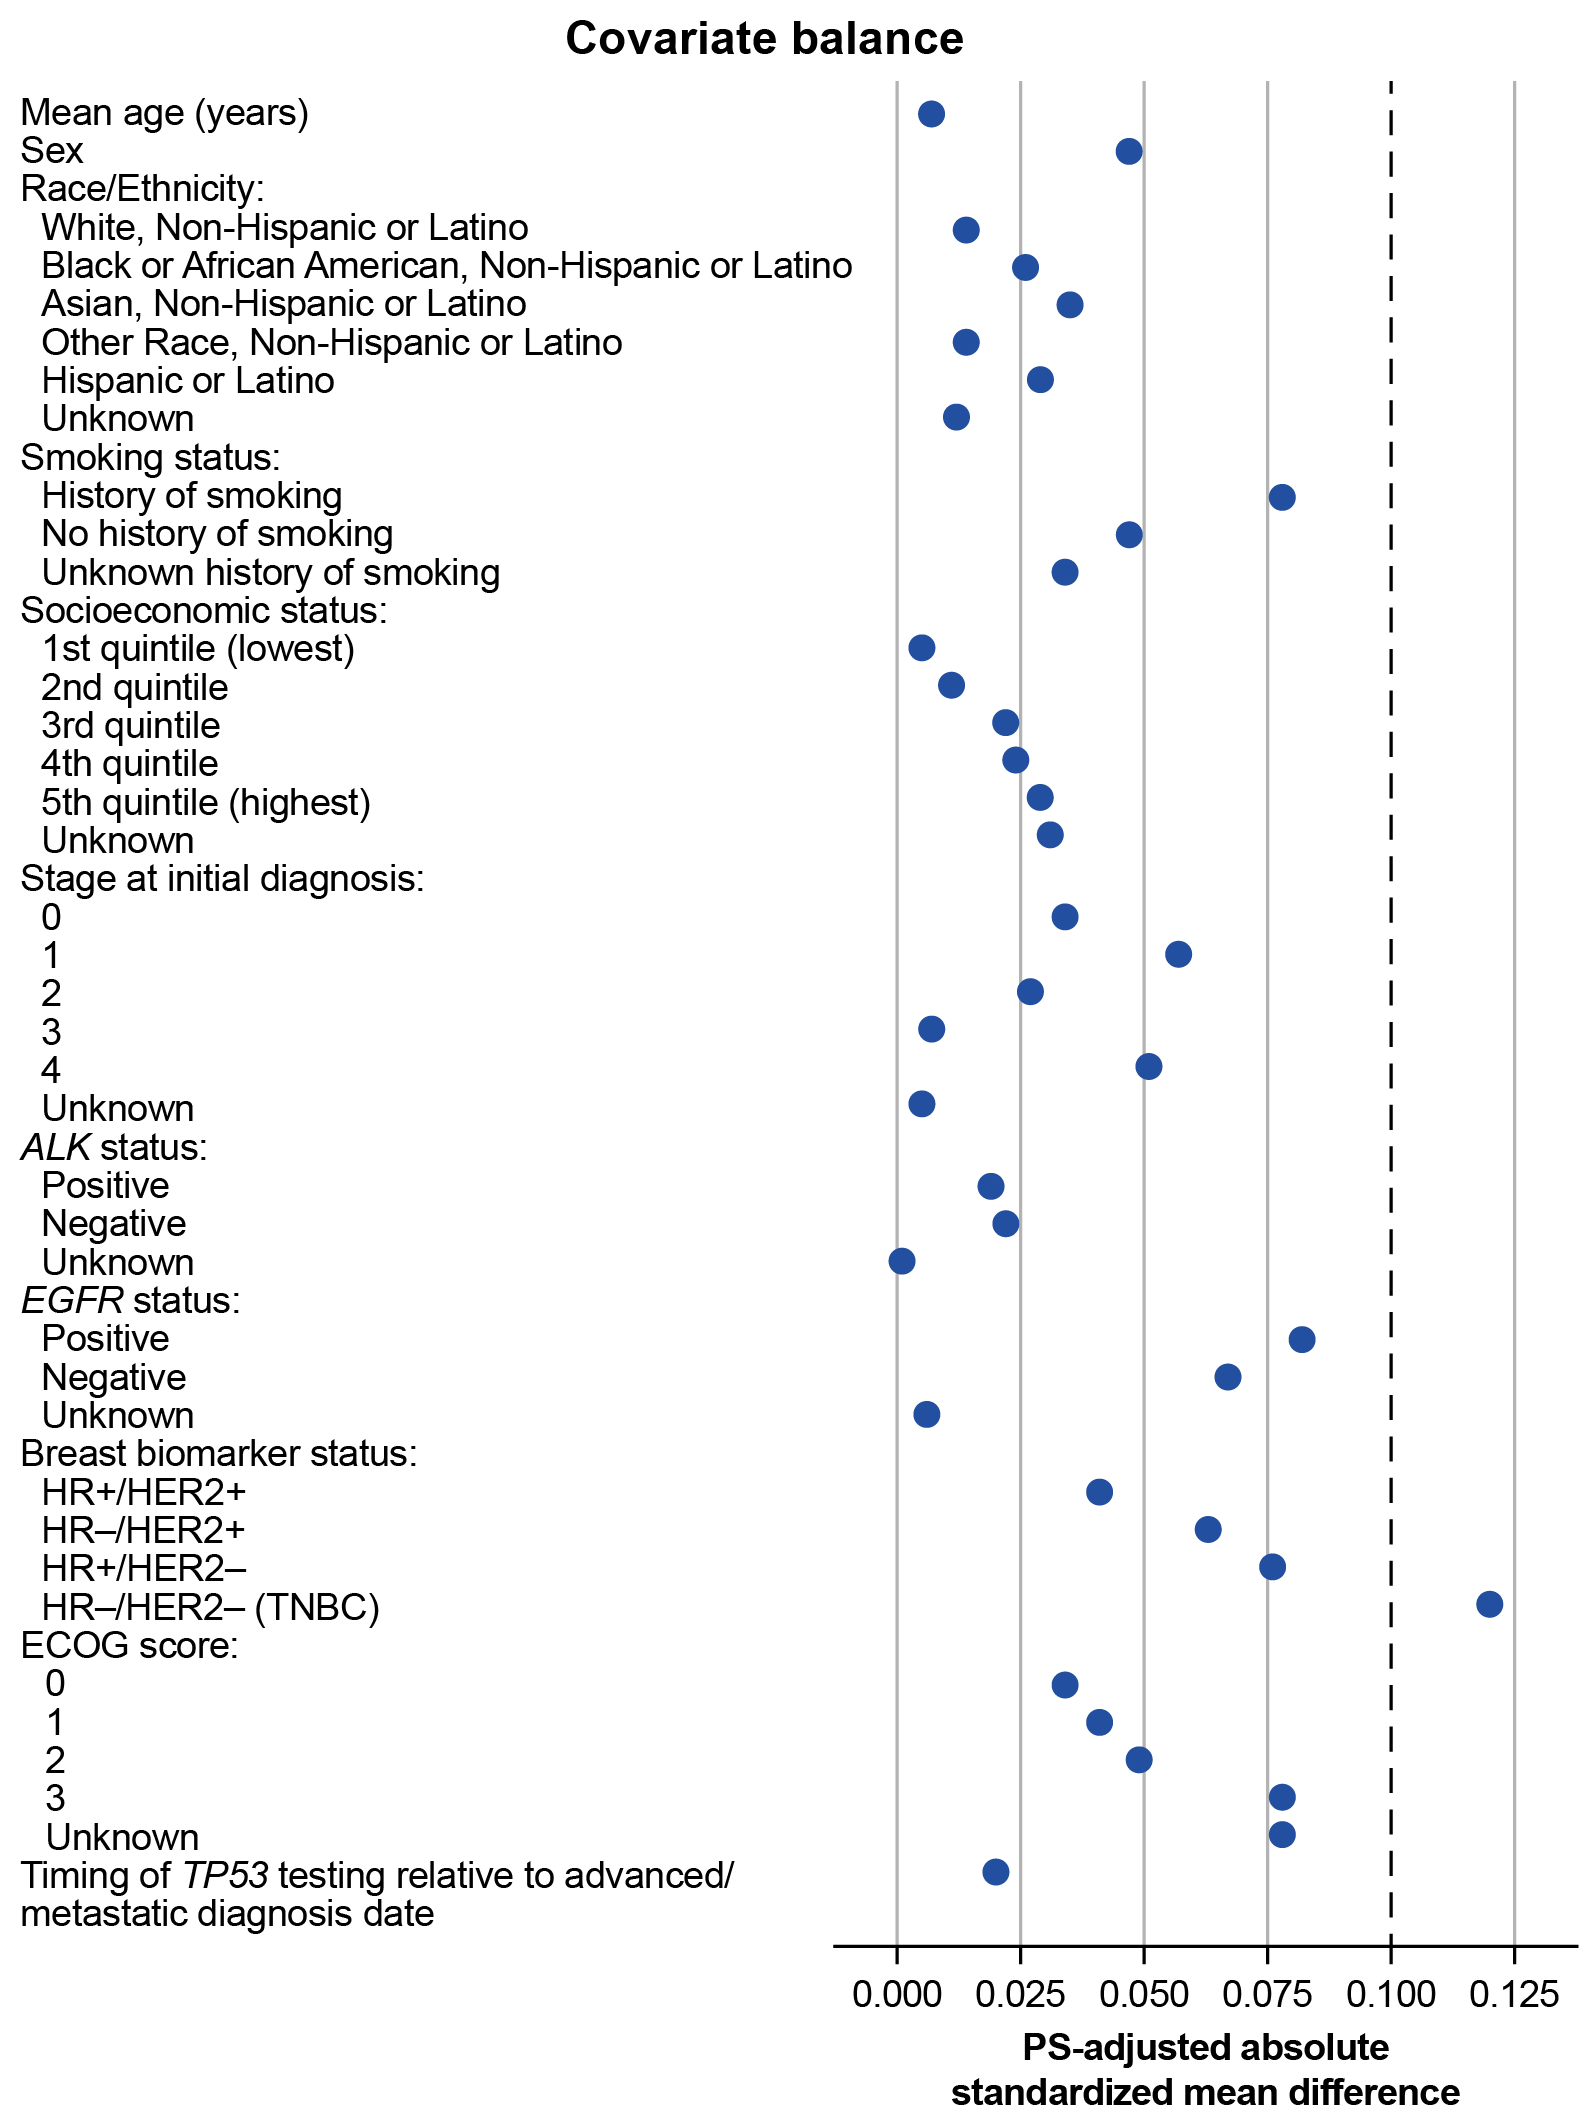 Covariate balance
Mean age (years)
Sex
Race/Ethnicity:
White, Non-Hispanic or Latino
Black or African American, Non-Hispanic or Latino
Asian, Non-Hispanic or Latino
Other Race, Non-Hispanic or Latino
Hispanic or Latino
Unknown
Smoking status:
History of smoking
No history of smoking
Unknown history of smoking
Socioeconomic status:
1st quintile (lowest)
2nd quintile
3rd quintile
4th quintile
5th quintile (highest)
Unknown
Stage at initial diagnosis:
0
1
2
3
4
Unknown
ALK status:
Positive
Negative
Unknown
EGFR status:
Positive
Negative
Unknown
Breast biomarker status:
HR+/HER2+
HR–/HER2+
HR+/HER2–
HR–/HER2– (TNBC)
ECOG score:
0
1
2
3
Unknown
Timing of TP53 testing relative to advanced/
metastatic diagnosis date
0.000 0.025 0.050 0.075 0.100 0.125
PS-adjusted absolute
standardized mean difference